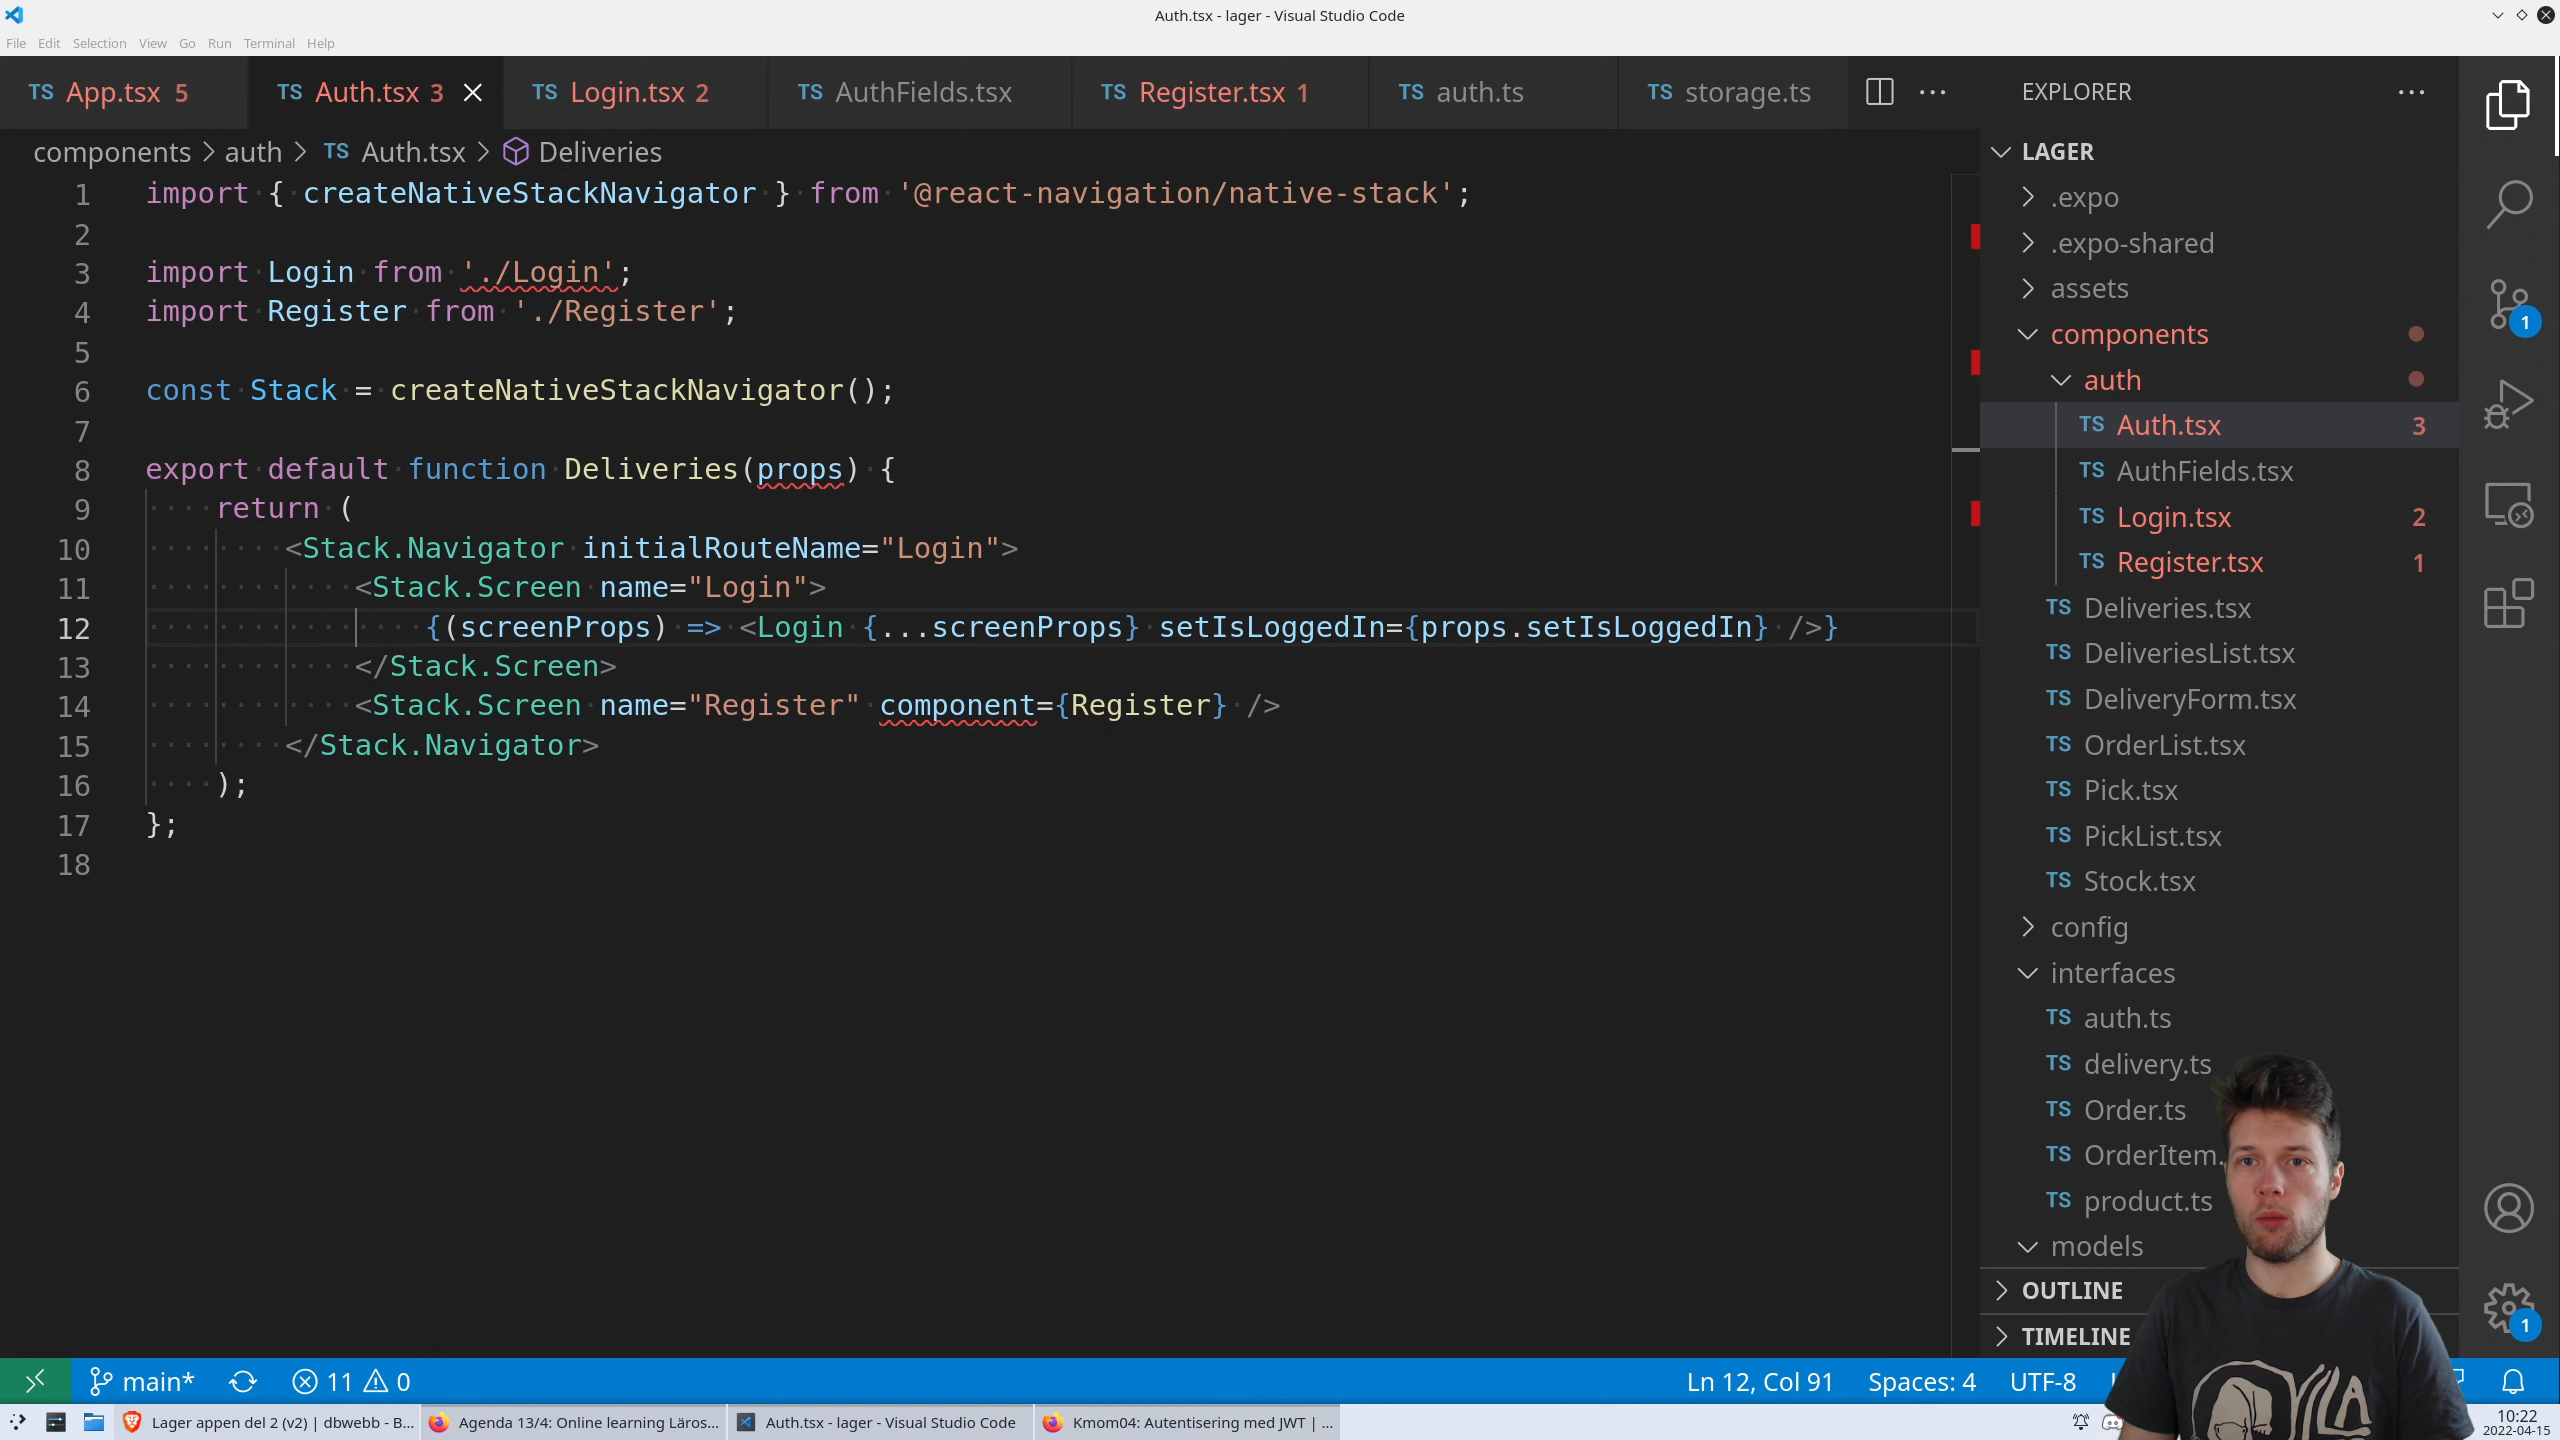 Auth.tsx - lager - Visual Studio Code
File Edit Selection View Go Run Terminal Help
TS App.tsx 5 TS Auth.tsx 3 TS Login.tsx 2 TS AuthFields.tsx TS Register.tsx 1 TS auth.ts TS storage.ts
components > auth > TS Auth.tsx > Deliveries
1 import { createNativeStackNavigator } from '@react-navigation/native-stack';
2
3 import Login from './Login';
4 import Register from './Register';
5
6 const Stack = createNativeStackNavigator();
7
8 export default function Deliveries(props) {
9 return (
10 <Stack.Navigator initialRouteName="Login">
11 <Stack.Screen name="Login">
12 {(screenProps) => <Login {...screenProps} setIsLoggedIn={props.setIsLoggedIn} />}
13 </Stack.Screen>
14 <Stack.Screen name="Register" component={Register} />
15 </Stack.Navigator>
16 );
17 };
18
EXPLORER
LAGER
.expo
.expo-shared
assets
components
auth
TS Auth.tsx 3
TS AuthFields.tsx
TS Login.tsx 2
TS Register.tsx 1
TS Deliveries.tsx
TS DeliveriesList.tsx
TS DeliveryForm.tsx
TS OrderList.tsx
TS Pick.tsx
TS PickList.tsx
TS Stock.tsx
config
interfaces
TS auth.ts
TS delivery.ts
TS Order.ts
TS OrderItem.
TS product.ts
models
OUTLINE
TIMELINE
1
1
main* 11 0 Ln 12, Col 91 Spaces: 4 UTF-8
Lager appen del 2 (v2) | dbwebb - B... Agenda 13/4: Online learning Läros... Auth.tsx - lager - Visual Studio Code Kmom04: Autentisering med JWT | ... 10:22
2022-04-15